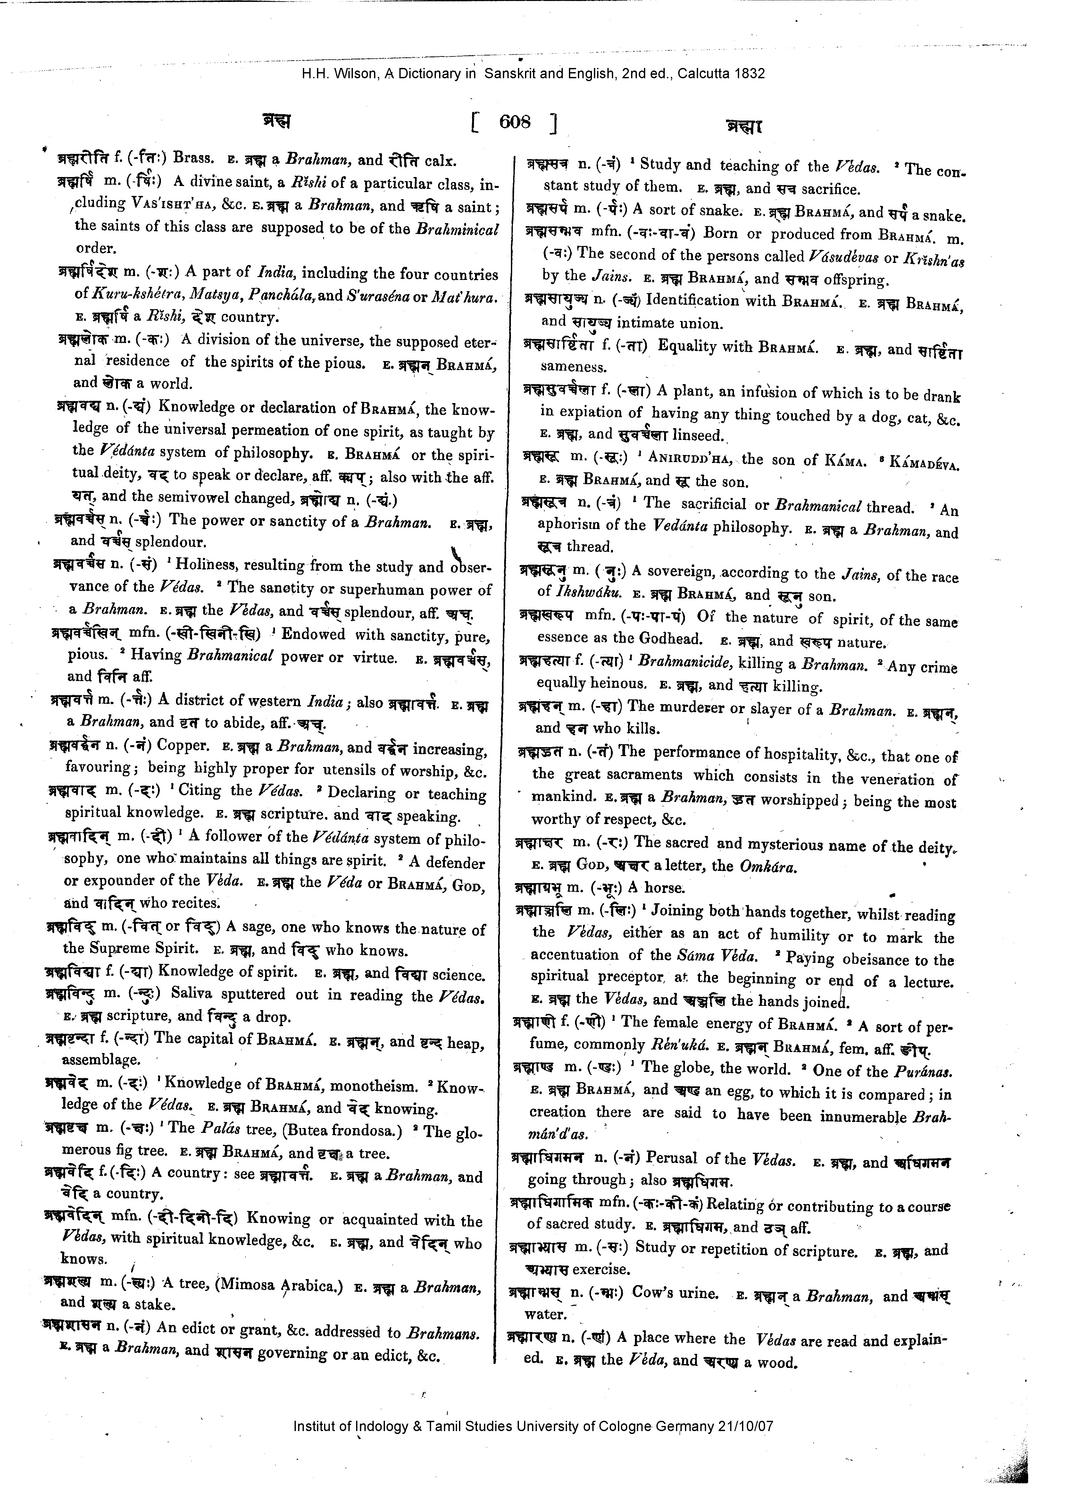 H.H. Wilson, A Dictionary in Sanskrit and English, 2nd ed., Calcutta 1832
ब्रह्म
[ 608 ]
ब्रह्मा
ब्रह्मरीति f. (-तिः) Brass. E. ब्रह्म a Brahman, and रीति calx.
ब्रह्मर्षि m. (-र्षिः) A divine saint, a Rĭshi of a particular class, in-
cluding VAS'ISHT'HA, &c. E. ब्रह्म a Brahman, and ऋषि a saint;
the saints of this class are supposed to be of the Brahminical
order.
ब्रह्मर्षिदेश m. (-शः) A part of India, including the four countries
of Kuru-kshétra, Matsya, Panchála, and S'uraséna or Mat'hura.
E. ब्रह्मर्षि a Rĭshi, देश country.
ब्रह्मलोक m. (-कः) A division of the universe, the supposed eter-
nal residence of the spirits of the pious. E. ब्रह्मन् BRAHMÁ,
and लोक a world.
ब्रह्मवद्य n. (-द्यं) Knowledge or declaration of BRAHMÁ, the know-
ledge of the universal permeation of one spirit, as taught by
the Védánta system of philosophy. E. BRAHMÁ or the spiri-
tual deity, वद् to speak or declare, aff. क्यप्; also with the aff.
यत्, and the semivowel changed, ब्रह्मोद्य n. (-द्यं.)
ब्रह्मवर्चस् n. (-र्चः) The power or sanctity of a Brahman. E. ब्रह्म,
and वर्चस् splendour.
ब्रह्मवर्चस n. (-सं) ¹ Holiness, resulting from the study and obser-
vance of the Védas. ² The sanctity or superhuman power of
a Brahman. E. ब्रह्म the Védas, and वर्चस् splendour, aff. अच्.
ब्रह्मवर्चस्विन् mfn. (-स्वी-स्विनी-स्वि) ¹ Endowed with sanctity, pure,
pious. ² Having Brahmanical power or virtue. E. ब्रह्मवर्चस्,
and विनि aff.
ब्रह्मवर्त्त m. (-र्त्तः) A district of western India; also ब्रह्मावर्त्त. E. ब्रह्म
a Brahman, and वृत to abide, aff. अच्.
ब्रह्मवर्द्धन n. (-नं) Copper. E. ब्रह्म a Brahman, and वर्द्धन increasing,
favouring; being highly proper for utensils of worship, &c.
ब्रह्मवाद m. (-दः) ¹ Citing the Védas. ² Declaring or teaching
spiritual knowledge. E. ब्रह्म scripture. and वाद speaking.
ब्रह्मवादिन् m. (-दी) ¹ A follower of the Védánta system of philo-
sophy, one who maintains all things are spirit. ² A defender
or expounder of the Véda. E. ब्रह्म the Véda or BRAHMÁ, GOD,
and वादिन् who recites.
ब्रह्मविद् m. (-वित् or विद्) A sage, one who knows the nature of
the Supreme Spirit. E. ब्रह्म, and विद् who knows.
ब्रह्मविद्या f. (-द्या) Knowledge of spirit. E. ब्रह्म, and विद्या science.
ब्रह्मविन्दु m. (-न्दुः) Saliva sputtered out in reading the Védas.
E. ब्रह्म scripture, and विन्दु a drop.
ब्रह्मवृन्दा f. (-न्दा) The capital of BRAHMÁ. E. ब्रह्मन्, and वृन्द heap,
assemblage.
ब्रह्मवेद m. (-दः) ¹ Knowledge of BRAHMÁ, monotheism. ² Know-
ledge of the Védas. E. ब्रह्म BRAHMÁ, and वेद knowing.
ब्रह्मवृक्ष m. (-क्षः) ¹ The Palás tree, (Butea frondosa.) ² The glo-
merous fig tree. E. ब्रह्म BRAHMÁ, and वृक्ष a tree.
ब्रह्मवेदि f. (-दिः) A country: see ब्रह्मावर्त्त. E. ब्रह्म a Brahman, and
वेदि a country.
ब्रह्मवेदिन् mfn. (-दी-दिनी-दि) Knowing or acquainted with the
Védas, with spiritual knowledge, &c. E. ब्रह्म, and वेदिन् who
knows.
ब्रह्मशल्य m. (-ल्यः) A tree, (Mimosa Arabica.) E. ब्रह्म a Brahman,
and शल्य a stake.
ब्रह्मशासन n. (-नं) An edict or grant, &c. addressed to Brahmans.
E. ब्रह्म a Brahman, and शासन governing or an edict, &c.
ब्रह्मसत्र n. (-त्रं) ¹ Study and teaching of the Védas. ² The con-
stant study of them. E. ब्रह्म, and सत्र sacrifice.
ब्रह्मसर्प m. (-र्पः) A sort of snake. E. ब्रह्म BRAHMÁ, and सर्प a snake.
ब्रह्मसम्भव mfn. (-वः-वा-वं) Born or produced from BRAHMÁ. m.
(-वः) The second of the persons called Vásudévas or Krĭshn'as
by the Jains. E. ब्रह्म BRAHMÁ, and सम्भव offspring.
ब्रह्मसायुज्य n. (-ज्यं) Identification with BRAHMÁ. E. ब्रह्म BRAHMÁ,
and सायुज्य intimate union.
ब्रह्मसार्ष्टिता f. (-ता) Equality with BRAHMÁ. E. ब्रह्म, and सार्ष्टिता
sameness.
ब्रह्मसुवर्चला f. (-ला) A plant, an infusion of which is to be drank
in expiation of having any thing touched by a dog, cat, &c.
E. ब्रह्म, and सुवर्चला linseed.
ब्रह्मसू m. (-सूः) ¹ ANIRUDD'HA, the son of KÁMA. ² KÁMADÉVA.
E. ब्रह्म BRAHMÁ, and सू the son.
ब्रह्मसूत्र n. (-त्रं) ¹ The sacrificial or Brahmanical thread. ² An
aphorism of the Vedánta philosophy. E. ब्रह्म a Brahman, and
सूत्र thread.
ब्रह्मसूनु m. (-नुः) A sovereign, according to the Jains, of the race
of Ikshwáku. E. ब्रह्म BRAHMÁ, and सूनु son.
ब्रह्मस्वरूप mfn. (-पः-पा-पं) Of the nature of spirit, of the same
essence as the Godhead. E. ब्रह्म, and स्वरूप nature.
ब्रह्महत्या f. (-त्या) ¹ Brahmanicide, killing a Brahman. ² Any crime
equally heinous. E. ब्रह्म, and हत्या killing.
ब्रह्महन् m. (-हा) The murderer or slayer of a Brahman. E. ब्रह्मन्,
and हन who kills.
ब्रह्महुत n. (-तं) The performance of hospitality, &c., that one of
the great sacraments which consists in the veneration of
mankind. E. ब्रह्म a Brahman, हुत worshipped; being the most
worthy of respect, &c.
ब्रह्माक्षर m. (-रः) The sacred and mysterious name of the deity.
E. ब्रह्म GOD, अक्षर a letter, the Omkára.
ब्रह्मात्मभू m. (-भूः) A horse.
ब्रह्माञ्जलि m. (-लिः) ¹ Joining both hands together, whilst reading
the Védas, either as an act of humility or to mark the
accentuation of the Sáma Véda. ² Paying obeisance to the
spiritual preceptor at the beginning or end of a lecture.
E. ब्रह्म the Védas, and अञ्जलि the hands joined.
ब्रह्माणी f. (-णी) ¹ The female energy of BRAHMÁ. ² A sort of per-
fume, commonly Rén'uká. E. ब्रह्मन् BRAHMÁ, fem. aff. ङीप्.
ब्रह्माण्ड m. (-ण्डः) ¹ The globe, the world. ² One of the Puránas.
E. ब्रह्म BRAHMÁ, and अण्ड an egg, to which it is compared; in
creation there are said to have been innumerable Brah-
mán'd'as.
ब्रह्माधिगमन n. (-नं) Perusal of the Védas. E. ब्रह्म, and अधिगमन
going through; also ब्रह्माधिगम.
ब्रह्माधिगमिक mfn. (-कः-की-कं) Relating or contributing to a course
of sacred study. E. ब्रह्माधिगम, and ठञ् aff.
ब्रह्माभ्यास m. (-सः) Study or repetition of scripture. E. ब्रह्म, and
अभ्यास exercise.
ब्रह्माम्भस् n. (-म्भः) Cow's urine. E. ब्रह्मन् a Brahman, and अम्भस्
water.
ब्रह्मारण्य n. (-ण्यं) A place where the Védas are read and explain-
ed. E. ब्रह्म the Véda, and अरण्य a wood.
Institut of Indology & Tamil Studies University of Cologne Germany 21/10/07